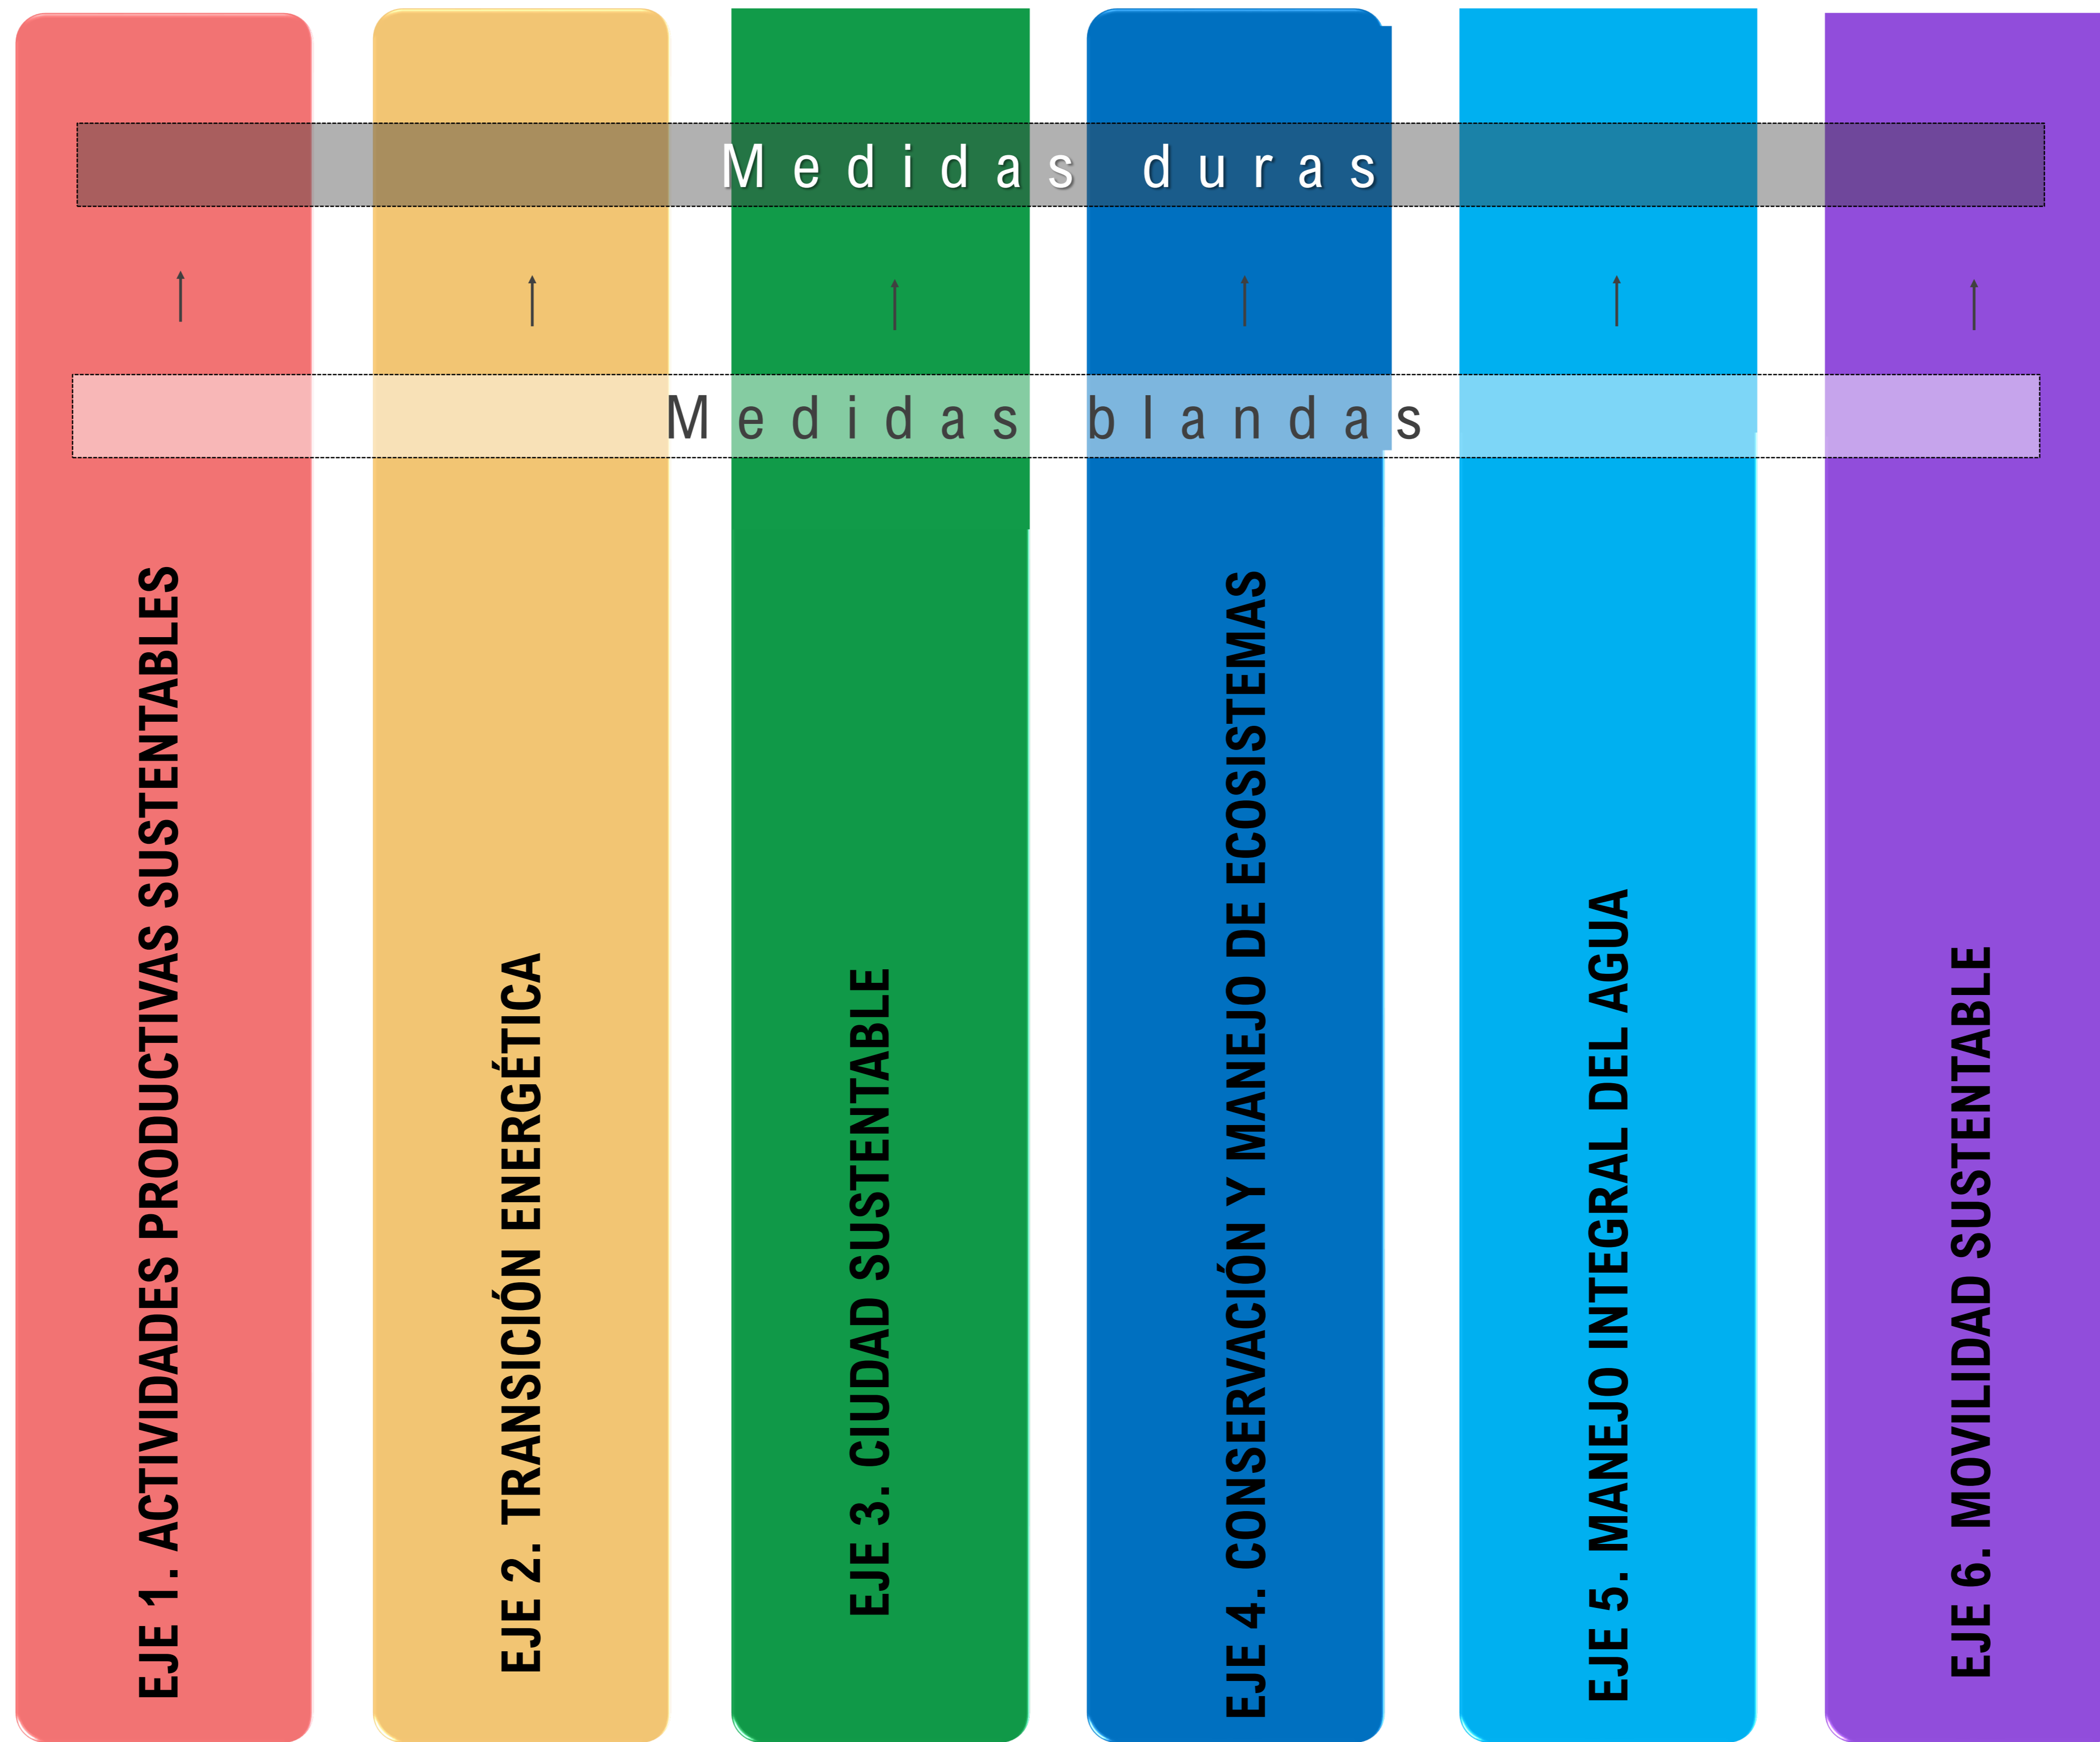 Medidas duras
Medidas blandas
EJE 1. ACTIVIDADES PRODUCTIVAS SUSTENTABLES
EJE 2. TRANSICIÓN ENERGÉTICA
EJE 3. CIUDAD SUSTENTABLE
EJE 4. CONSERVACIÓN Y MANEJO DE ECOSISTEMAS
EJE 5. MANEJO INTEGRAL DEL AGUA
EJE 6. MOVILIDAD SUSTENTABLE